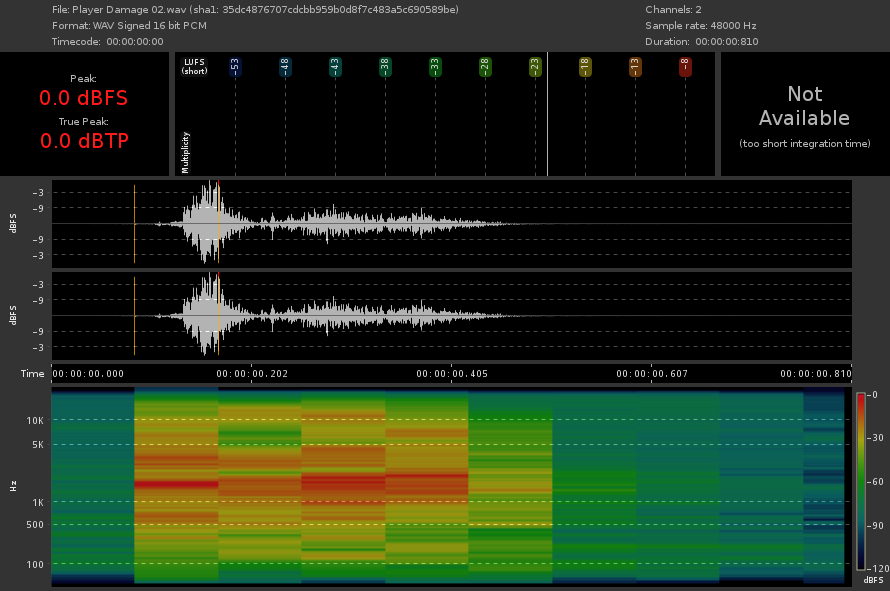 File: Player Damage 02.wav (sha1: 35dc4876707cdcbb959b0d8f7c483a5c690589be)
Format: WAV Signed 16 bit PCM
Timecode: 00:00:00:00
Channels: 2
Sample rate: 48000 Hz
Duration: 00:00:00:810
Peak:
0.0 dBFS
True Peak:
0.0 dBTP
LUFS
(short)
-53
-48
-43
-38
-33
-28
-23
-18
-13
-8
Multiplicity
Not
Available
(too short integration time)
dBFS
-3
-9
-9
-3
dBFS
-3
-9
-9
-3
Time
00:00:00.000
00:00:00.202
00:00:00.405
00:00:00.607
00:00:00.810
Hz
10K
5K
1K
500
100
-0
-30
-60
-90
-120
dBFS